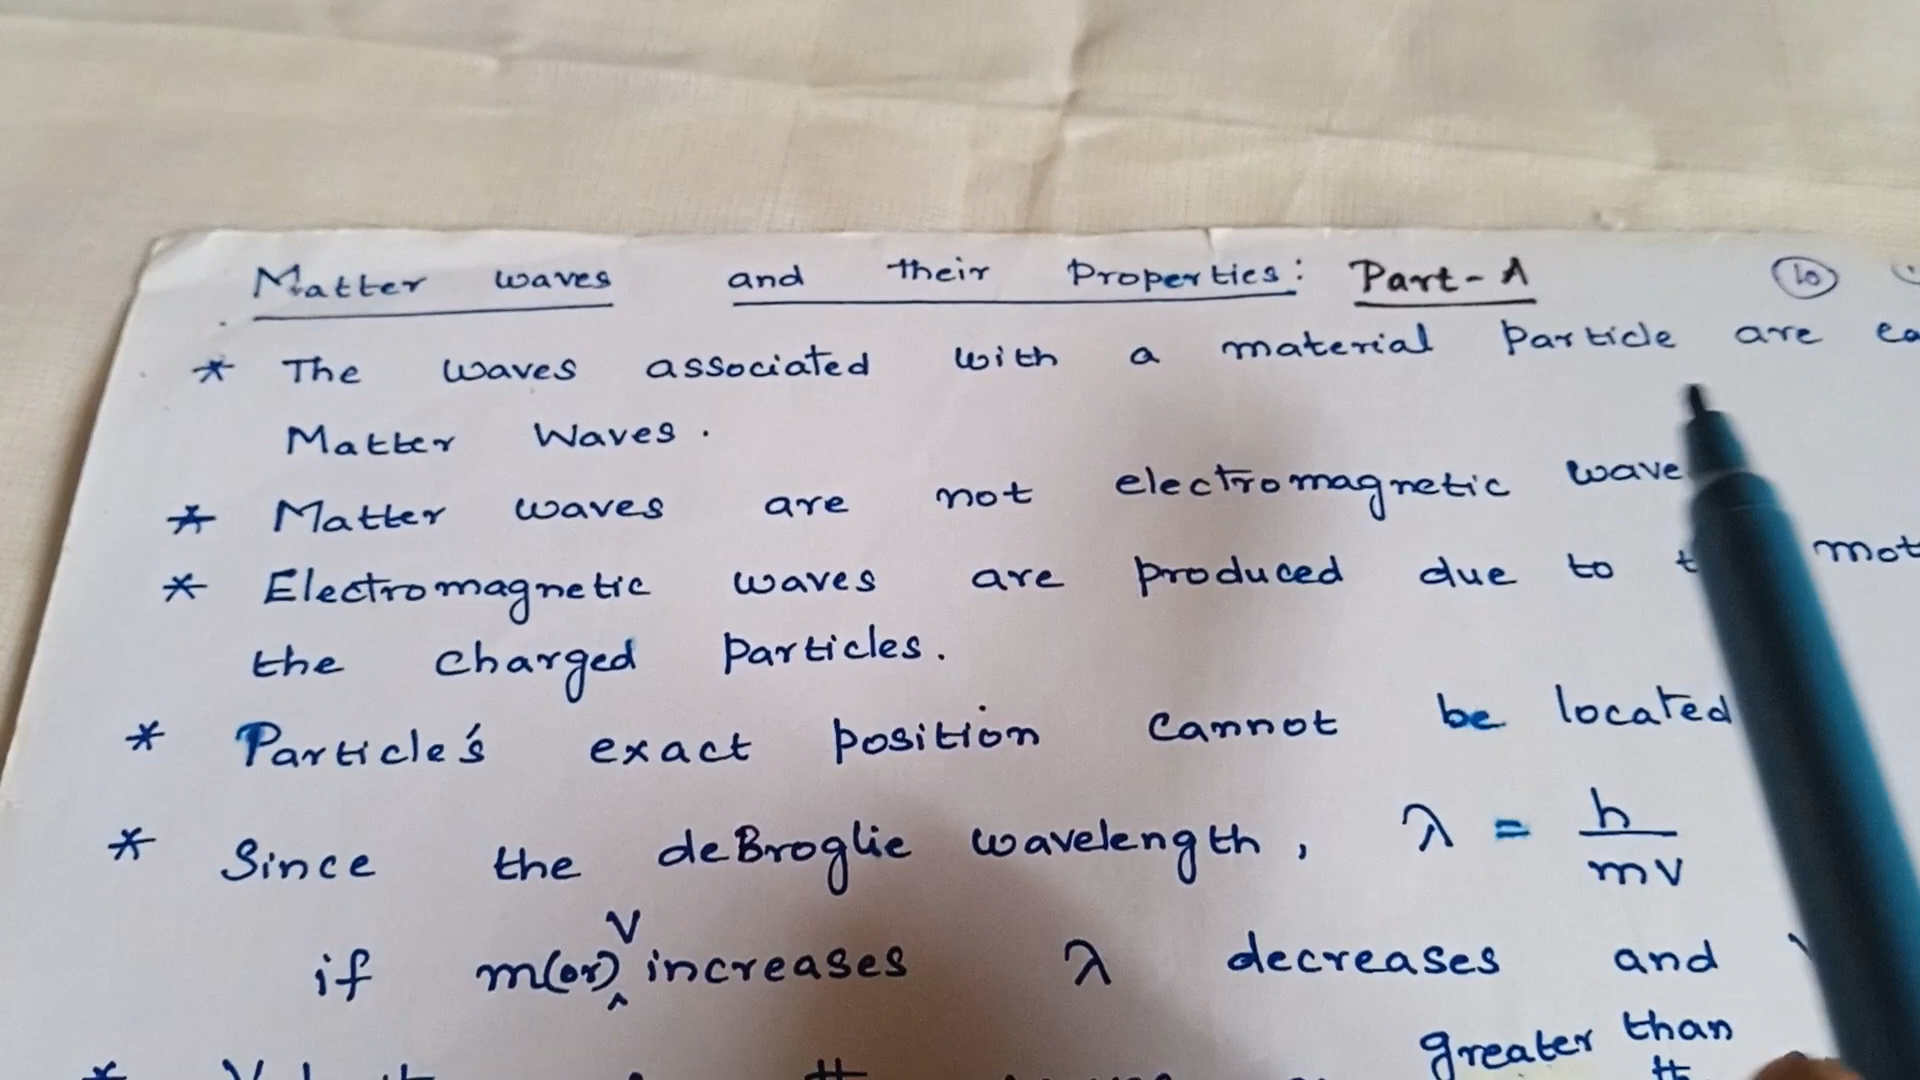 Matter waves and their Properties: Part-A 10
* The waves associated with a material Particle are
Matter Waves.
* Matter waves are not electromagnetic wave
* Electromagnetic waves are produced due to
the charged Particles.
* Particle's exact position cannot be located
* Since the deBroglie wavelength, λ = h/mv
if m(or) v increases λ decreases and
greater than